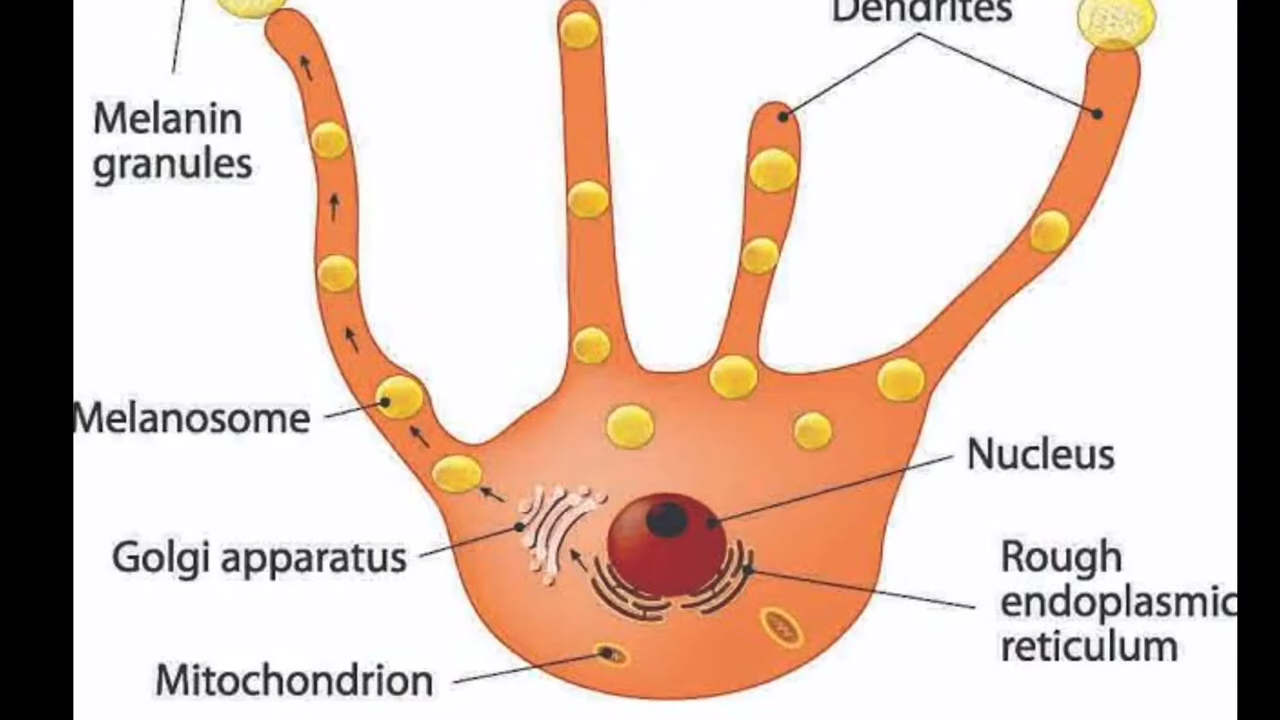 Dendrites
Melanin
granules
Melanosome
Nucleus
Golgi apparatus
Rough
endoplasmic
reticulum
Mitochondrion